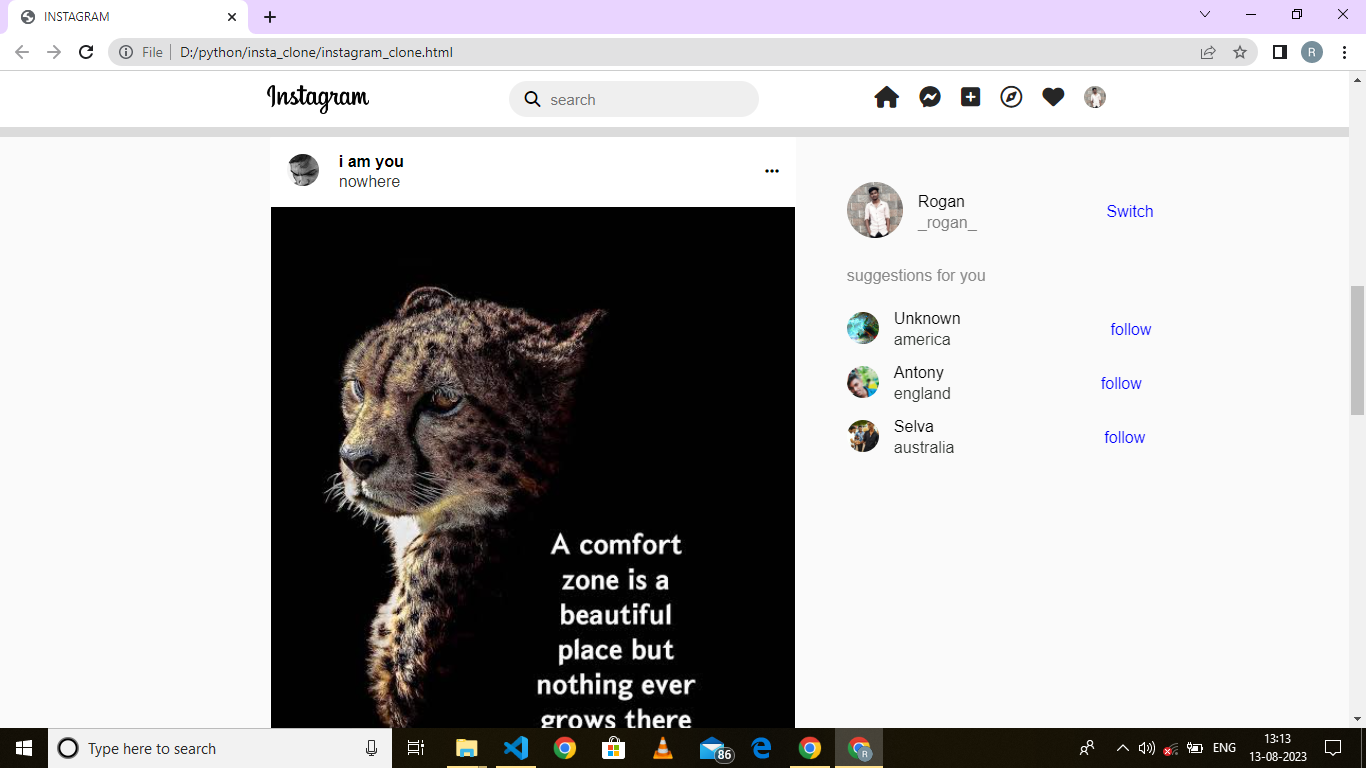 INSTAGRAM
File
D:/python/insta_clone/instagram_clone.html
R
Instagram
search
i am you
nowhere
A comfort
zone is a
beautiful
place but
nothing ever
grows there
Rogan
_rogan_
Switch
suggestions for you
Unknown
america
follow
Antony
england
follow
Selva
australia
follow
Type here to search
86
R
ENG
13:13
13-08-2023